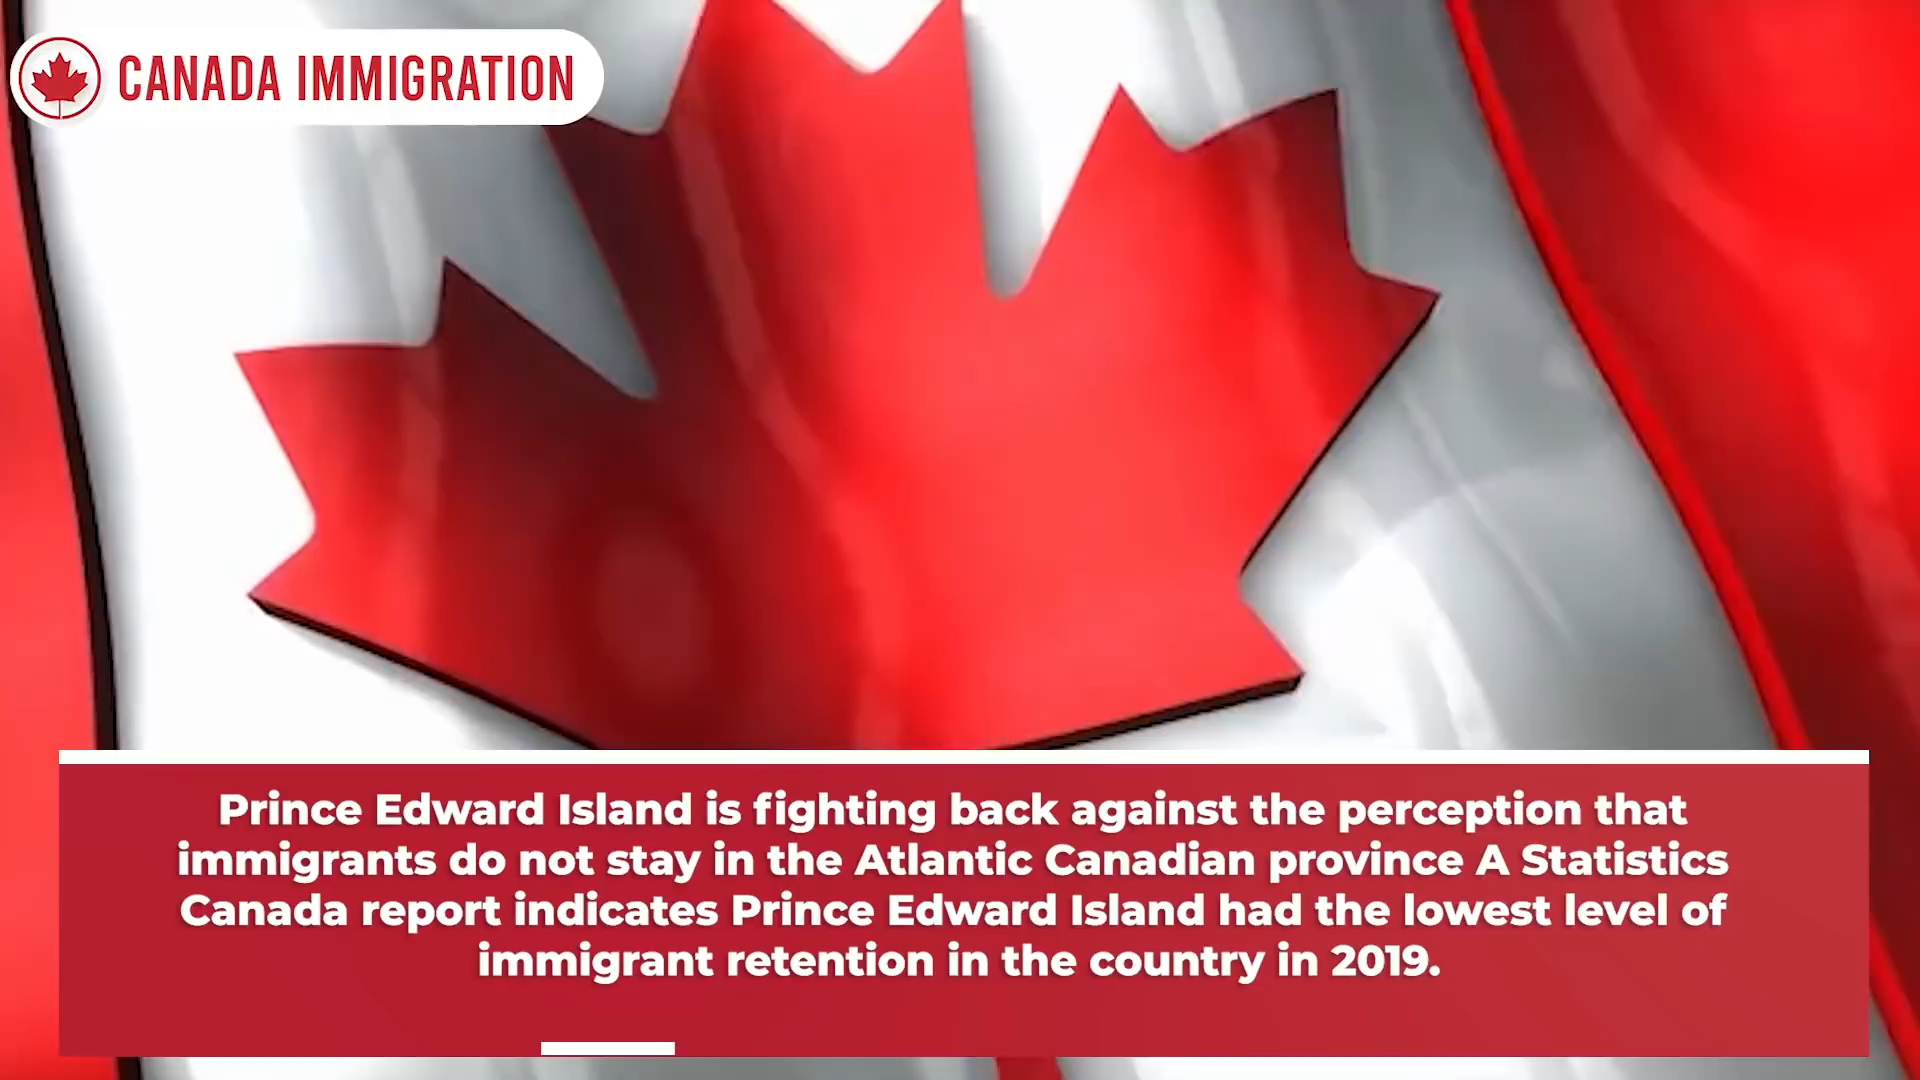 CANADA IMMIGRATION
Prince Edward Island is fighting back against the perception that
immigrants do not stay in the Atlantic Canadian province A Statistics
Canada report indicates Prince Edward Island had the lowest level of
immigrant retention in the country in 2019.